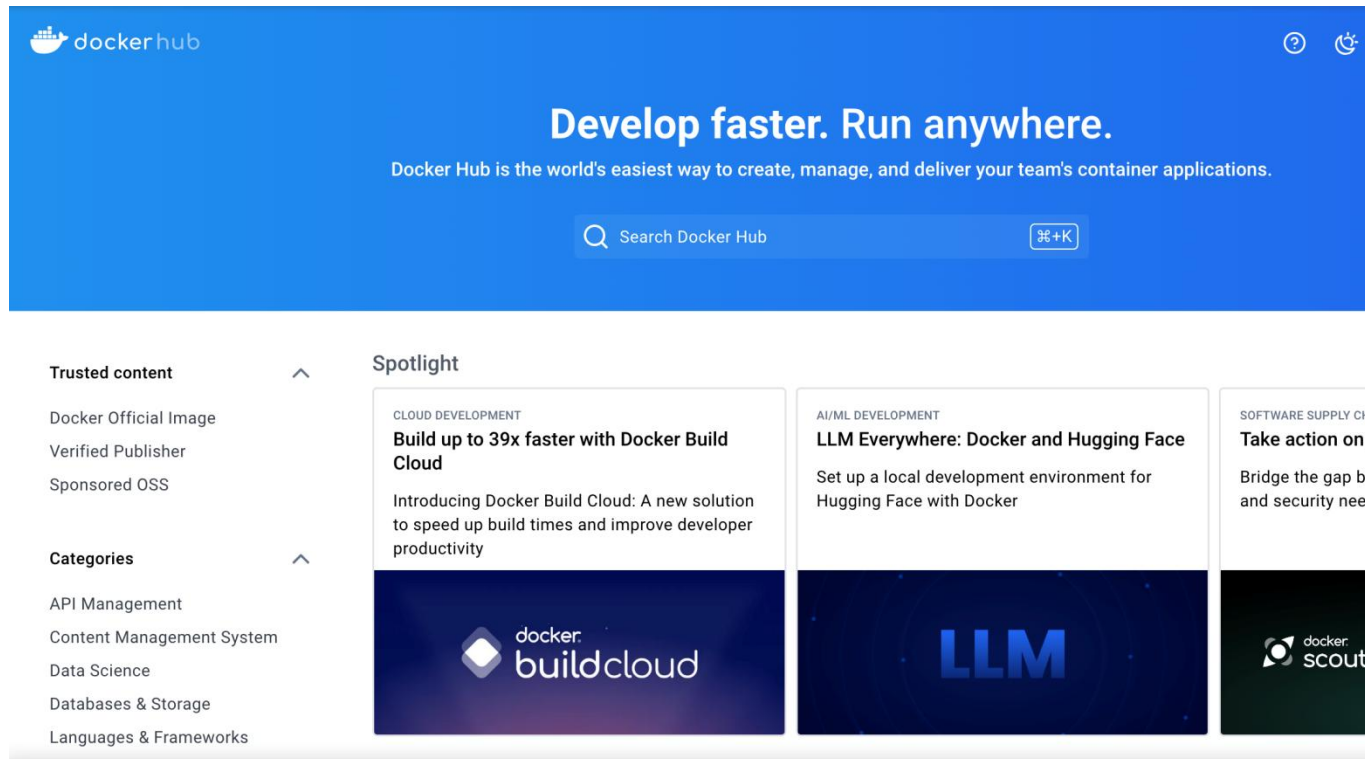 dockerhub
Develop faster. Run anywhere.
Docker Hub is the world's easiest way to create, manage, and deliver your team's container applications.
Search Docker Hub
⌘+K
Trusted content
Docker Official Image
Verified Publisher
Sponsored OSS
Categories
API Management
Content Management System
Data Science
Databases & Storage
Languages & Frameworks
Spotlight
CLOUD DEVELOPMENT
Build up to 39x faster with Docker Build
Cloud
Introducing Docker Build Cloud: A new solution
to speed up build times and improve developer
productivity
docker
buildcloud
AI/ML DEVELOPMENT
LLM Everywhere: Docker and Hugging Face
Set up a local development environment for
Hugging Face with Docker
LLM
SOFTWARE SUPPLY
Take action on
Bridge the gap
and security
docker
scout